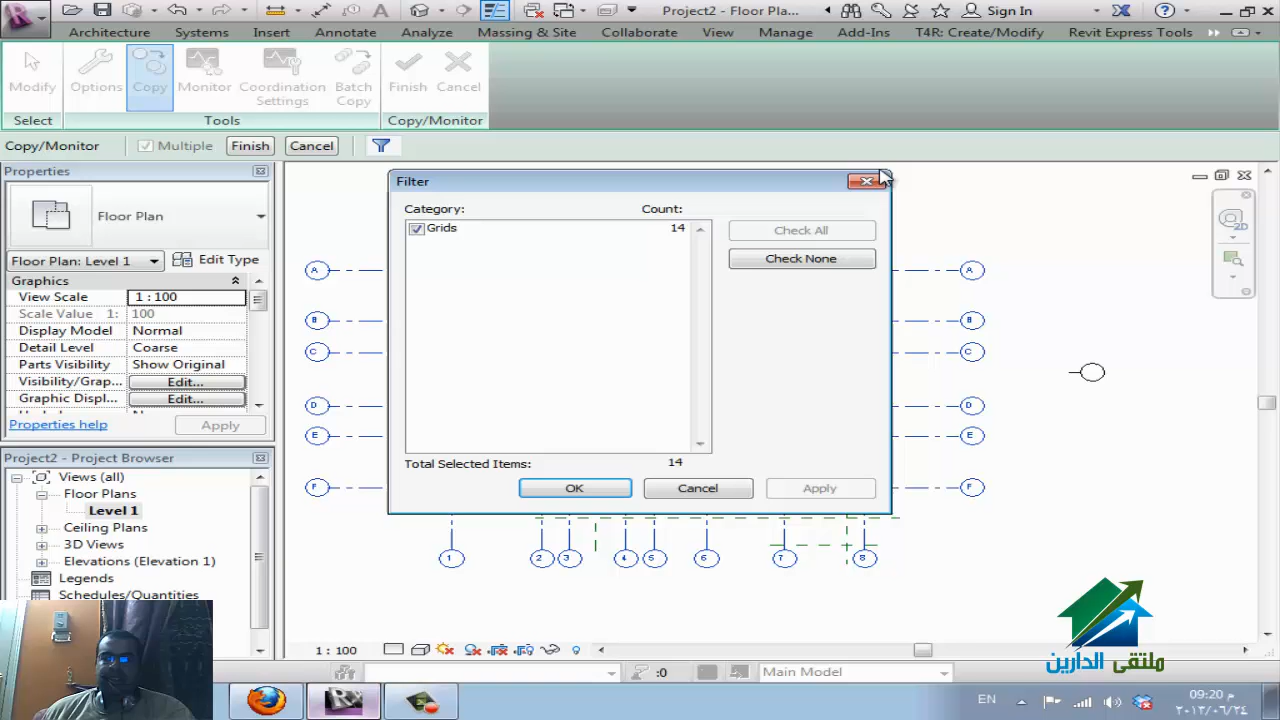 Project2 - Floor Pla...
Sign In
Architecture Systems Insert Annotate Analyze Massing & Site Collaborate View Manage Add-Ins T4R: Create/Modify Revit Express Tools
Modify Options Copy Monitor Coordination Settings Batch Copy Finish Cancel
Select Tools Copy/Monitor
Copy/Monitor Multiple Finish Cancel
Properties
Floor Plan
Floor Plan: Level 1 Edit Type
Graphics
View Scale 1 : 100
Scale Value 1: 100
Display Model Normal
Detail Level Coarse
Parts Visibility Show Original
Visibility/Grap... Edit...
Graphic Displ... Edit...
Properties help Apply
Project2 - Project Browser
Views (all)
Floor Plans
Level 1
Ceiling Plans
3D Views
Elevations (Elevation 1)
Legends
Schedules/Quantities
Filter
Category: Count:
Grids 14
Check All
Check None
Total Selected Items: 14
OK Cancel Apply
A A
B B
C C
D D
E E
F F
1 2 3 4 5 6 7 8
2D
1 : 100
:0 Main Model
ملتقى الدارين
EN
09:20 م
٢٠١٣/٠٦/٢٤